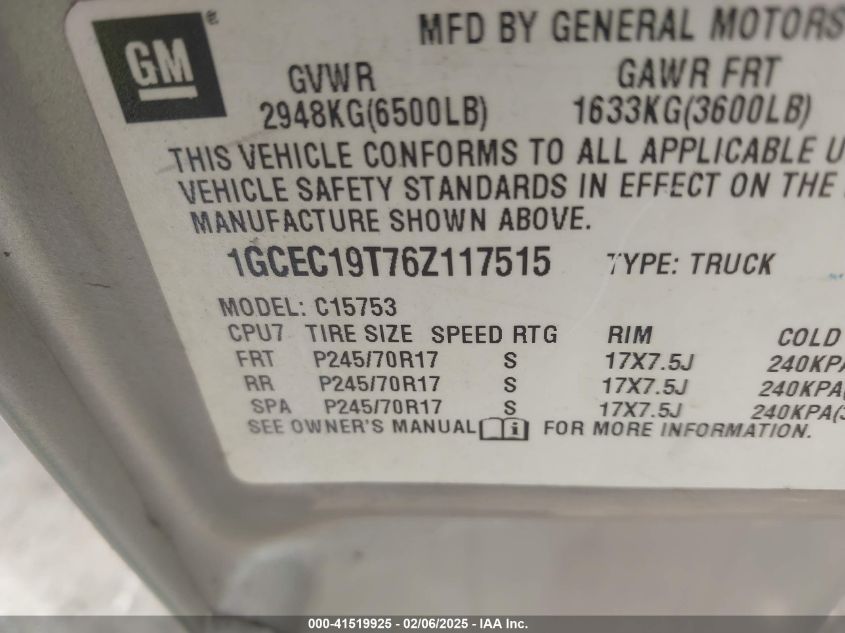 GM®
MFD BY GENERAL MOTORS
GVWR GAWR FRT
2948KG(6500LB) 1633KG(3600LB)
THIS VEHICLE CONFORMS TO ALL APPLICABLE U
VEHICLE SAFETY STANDARDS IN EFFECT ON THE
MANUFACTURE SHOWN ABOVE.
1GCEC19T76Z117515 TYPE: TRUCK
MODEL: C15753
CPU7 TIRE SIZE SPEED RTG RIM COLD
FRT P245/70R17 S 17X7.5J 240KPA
RR P245/70R17 S 17X7.5J 240KPA(
SPA P245/70R17 S 17X7.5J 240KPA(3
SEE OWNER'S MANUAL FOR MORE INFORMATION.
000-41519925 / 02/06/2025 - IAA Inc.